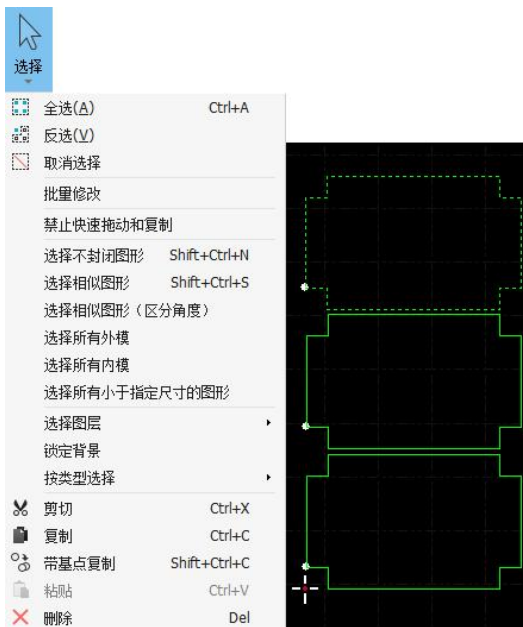 选择
全选(A) Ctrl+A
反选(V)
取消选择
批量修改
禁止快速拖动和复制
选择不封闭图形 Shift+Ctrl+N
选择相似图形 Shift+Ctrl+S
选择相似图形（区分角度）
选择所有外模
选择所有内模
选择所有小于指定尺寸的图形
选择图层
锁定背景
按类型选择
剪切 Ctrl+X
复制 Ctrl+C
带基点复制 Shift+Ctrl+C
粘贴 Ctrl+V
删除 Del